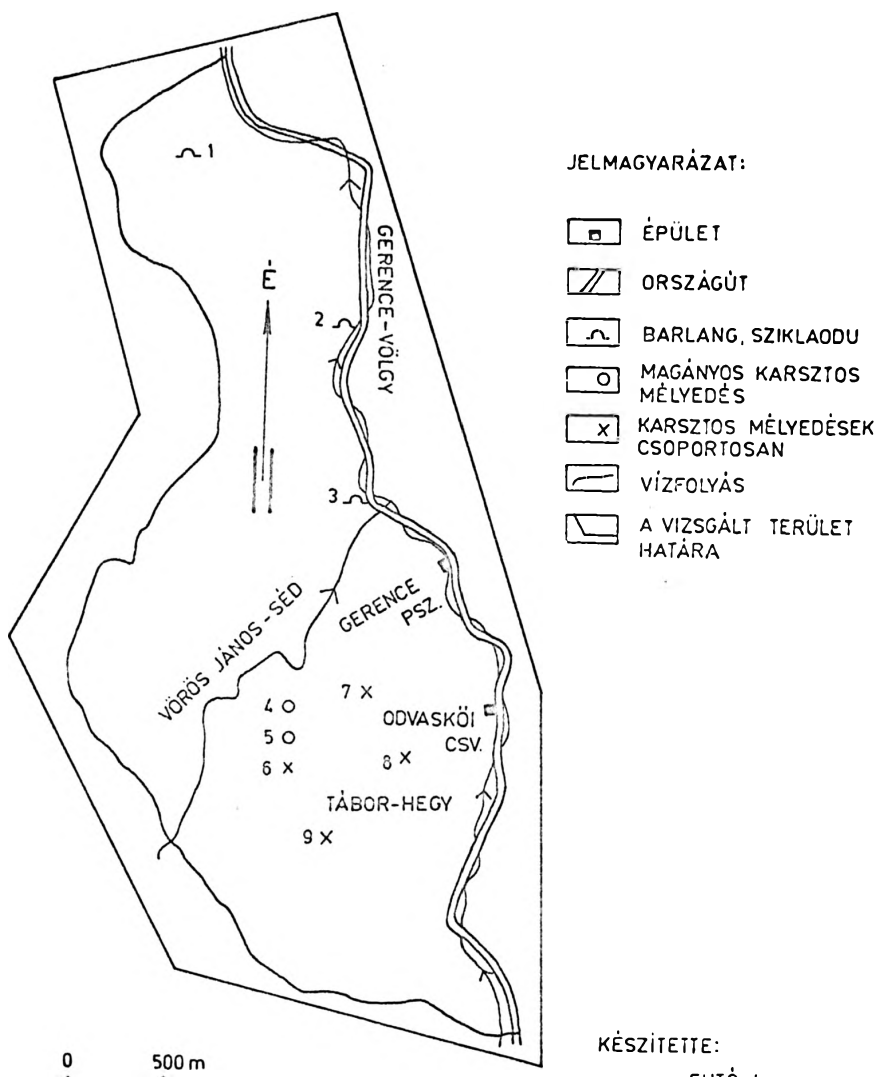 1
GERENCE-VÖLGY
É
2
3
VÖRÖS JÁNOS-SÉD
GERENCE
PSZ.
4
5
6
7
8
9
ODVASKŐI
CSV.
TÁBOR-HEGY
0 500 m
JELMAGYARÁZAT:
ÉPÜLET
ORSZÁGÚT
BARLANG, SZIKLAODU
MAGÁNYOS KARSZTOS
MÉLYEDÉS
KARSZTOS MÉLYEDÉSEK
CSOPORTOSAN
VÍZFOLYÁS
A VIZSGÁLT TERÜLET
HATÁRA
KÉSZÍTETTE: